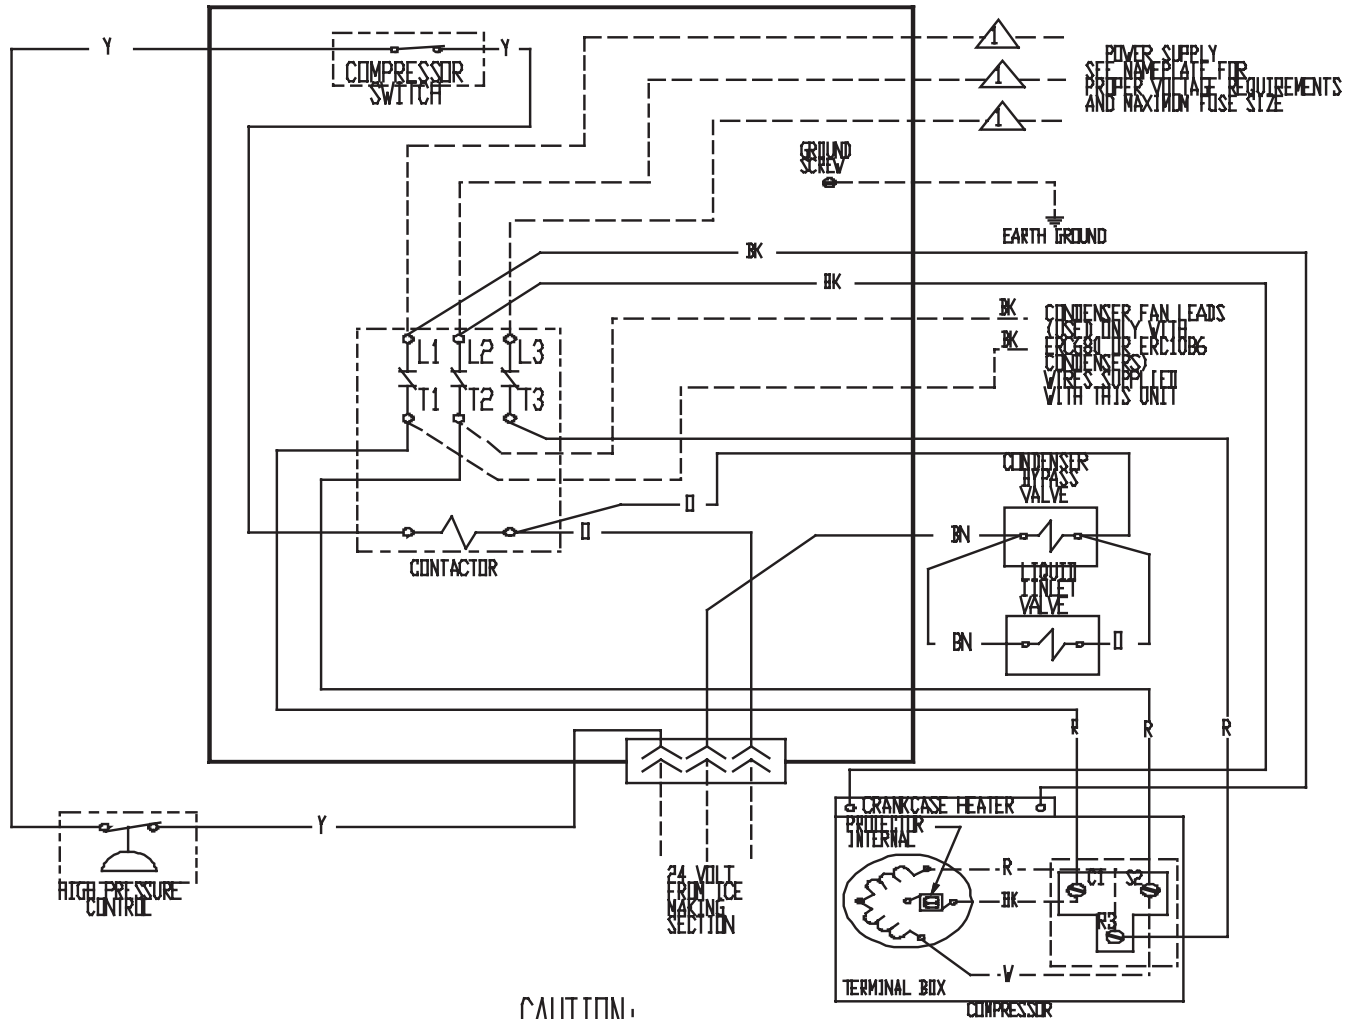 Y
Y
COMPRESSOR
SWITCH
1
1
1
POWER SUPPLY
SEE NAMEPLATE FOR
PROPER VOLTAGE REQUIREMENTS
AND MAXIMUM FUSE SIZE
GROUND
SCREW
EARTH GROUND
BK
BK
BK
BK
CONDENSER FAN LEADS
(USED ONLY WITH
ERC680 OR ERC1086
CONDENSERS)
WIRES SUPPLIED
WITH THIS UNIT
L1 L2 L3
T1 T2 T3
O
O
CONTACTOR
CONDENSER
BYPASS
VALVE
BN
LIQUID
INLET
VALVE
BN
O
R
R
R
CRANKCASE HEATER
PROTECTOR
INTERNAL
Y
HIGH PRESSURE
CONTROL
24 VOLT
FROM ICE
MAKING
SECTION
R
BK
W
C1 S2
R3
TERMINAL BOX
COMPRESSOR
CAUTION: